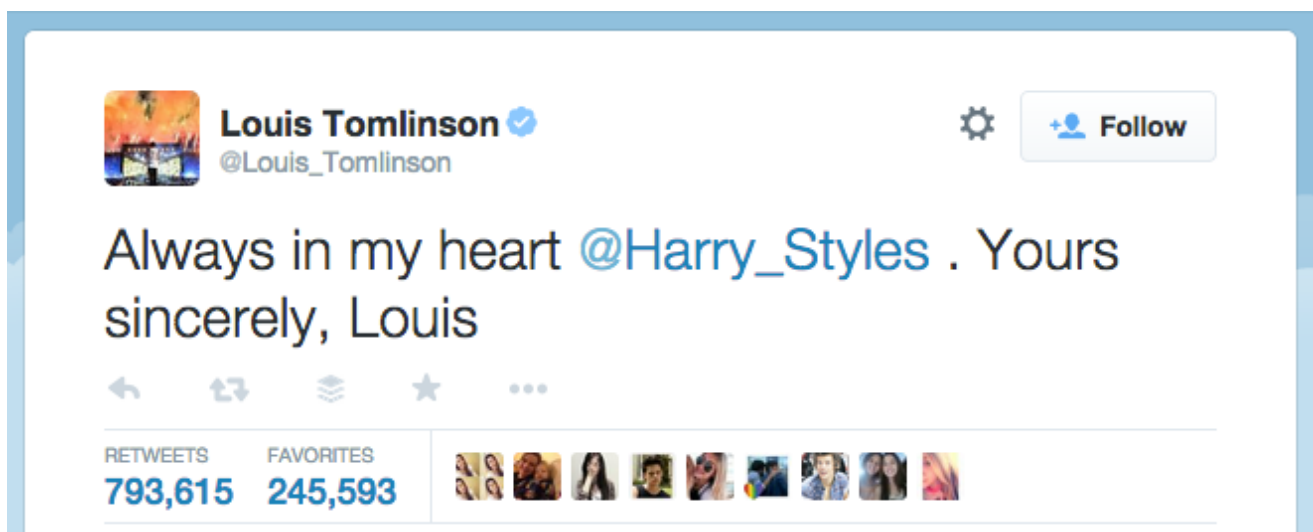 Louis Tomlinson
@Louis_Tomlinson
Follow
Always in my heart @Harry_Styles . Yours
sincerely, Louis
RETWEETS FAVORITES
793,615 245,593